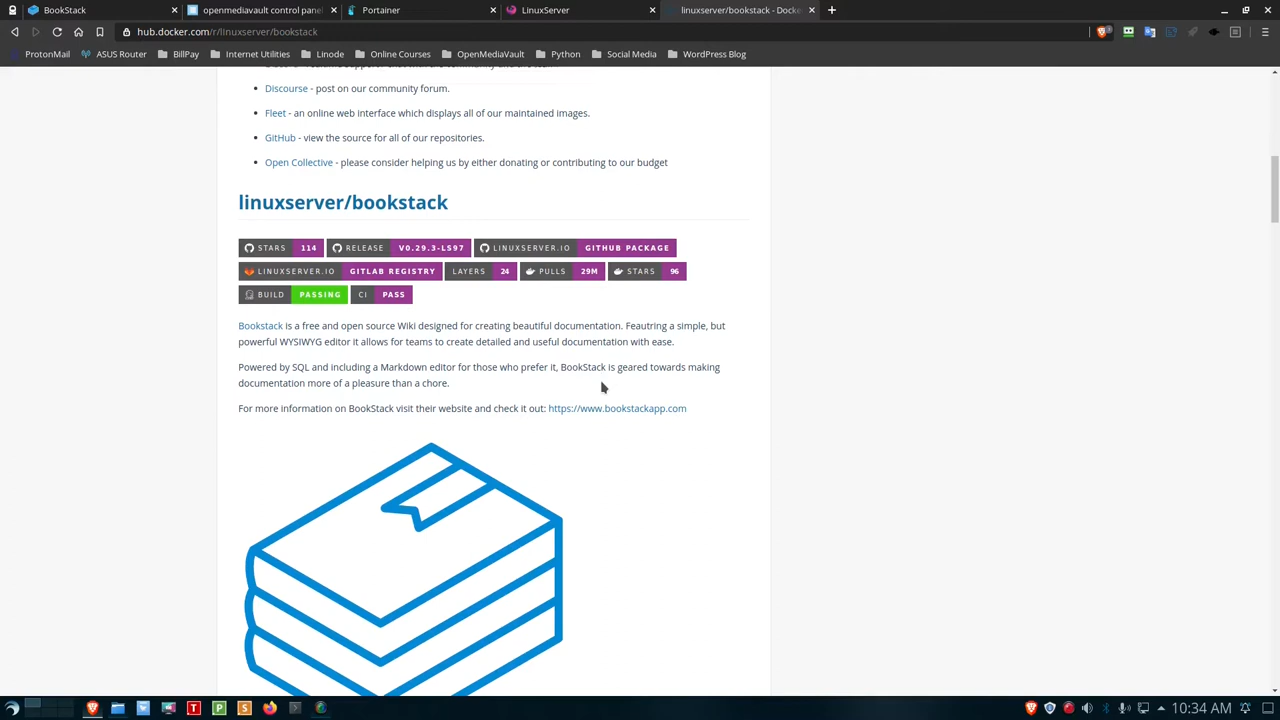 BookStack
openmediavault control panel
Portainer
LinuxServer
linuxserver/bookstack - Docke
hub.docker.com/r/linuxserver/bookstack
ProtonMail
ASUS Router
BillPay
Internet Utilities
Linode
Online Courses
OpenMediaVault
Python
Social Media
WordPress Blog
Discourse - post on our community forum.
Fleet - an online web interface which displays all of our maintained images.
GitHub - view the source for all of our repositories.
Open Collective - please consider helping us by either donating or contributing to our budget
linuxserver/bookstack
STARS 114 RELEASE V0.29.3-LS97 LINUXSERVER.IO GITHUB PACKAGE
LINUXSERVER.IO GITLAB REGISTRY LAYERS 24 PULLS 29M STARS 96
BUILD PASSING CI PASS
Bookstack is a free and open source Wiki designed for creating beautiful documentation. Feautring a simple, but
powerful WYSIWYG editor it allows for teams to create detailed and useful documentation with ease.
Powered by SQL and including a Markdown editor for those who prefer it, BookStack is geared towards making
documentation more of a pleasure than a chore.
For more information on BookStack visit their website and check it out: https://www.bookstackapp.com
T P S
10:34 AM